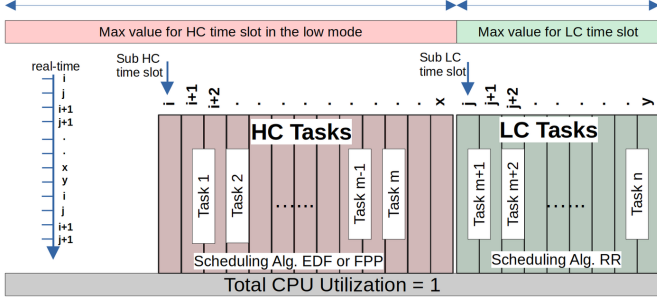 Max value for HC time slot in the low mode
Max value for LC time slot
real-time
i
j
i+1
j+1
.
.
x
y
i
j
i+1
j+1
Sub HC
time slot
Sub LC
time slot
i i+1 i+2 . . . . . . . . . x
j j+1 j+2 . . . . . y
HC Tasks
LC Tasks
Task 1
Task 2
......
Task m-1
Task m
Task m+1
Task m+2
......
Task n
Scheduling Alg. EDF or FPP
Scheduling Alg. RR
Total CPU Utilization = 1